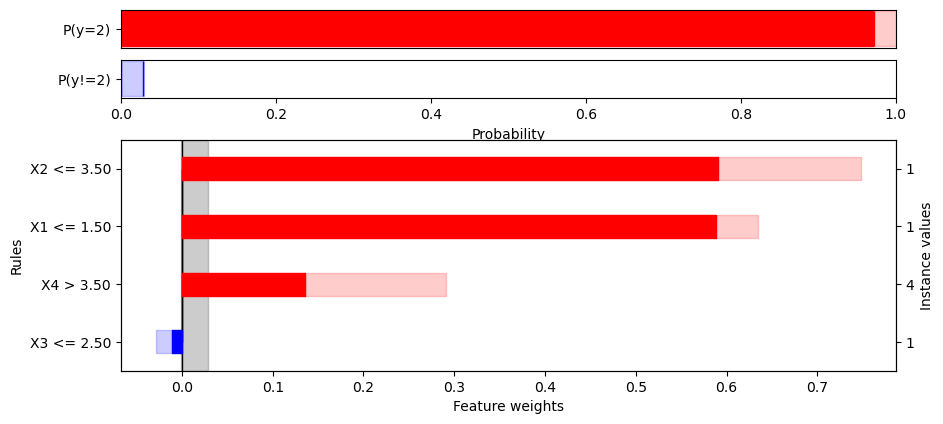 P(y=2)
P(y!=2)
0.0 0.2 0.4 0.6 0.8 1.0
Probability
X2 <= 3.50 1
X1 <= 1.50 1
X4 > 3.50 4
X3 <= 2.50 1
Rules
Instance values
0.0 0.1 0.2 0.3 0.4 0.5 0.6 0.7
Feature weights